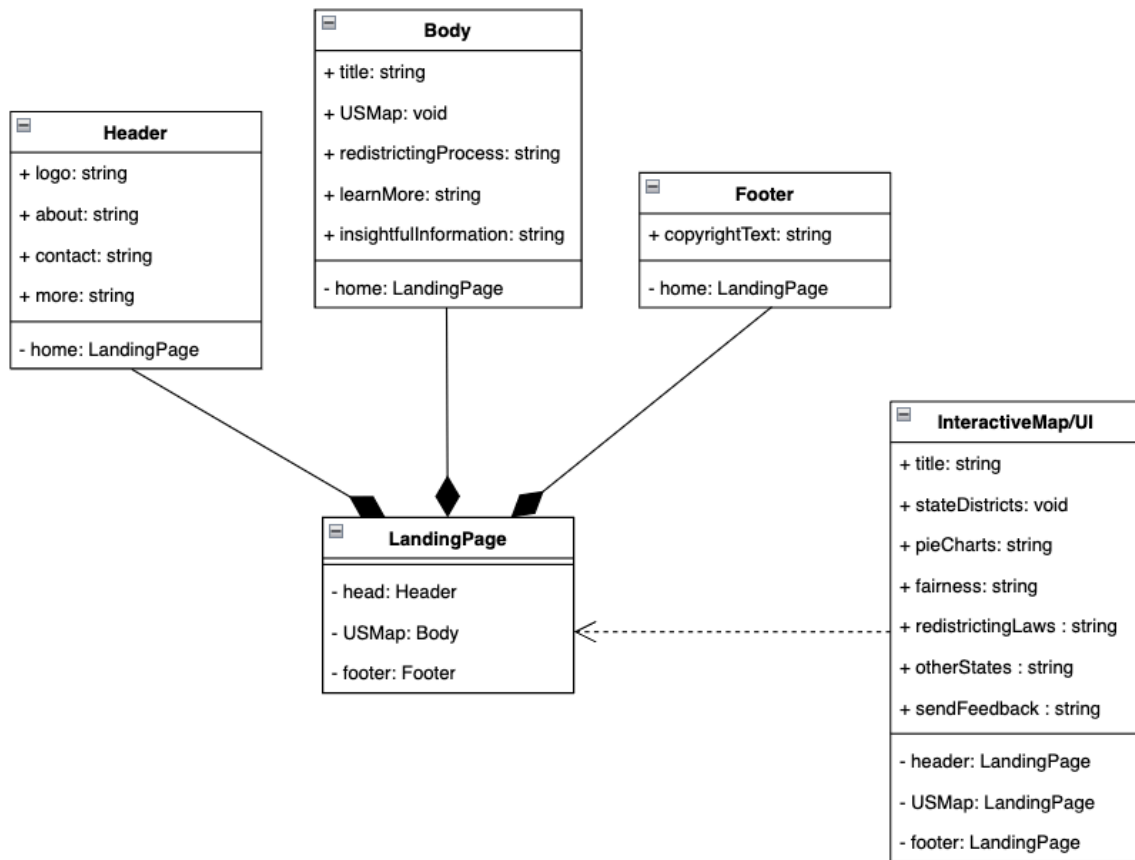 Body
+ title: string
+ USMap: void
+ redistrictingProcess: string
+ learnMore: string
+ insightfulInformation: string
- home: LandingPage
Header
+ logo: string
+ about: string
+ contact: string
+ more: string
- home: LandingPage
Footer
+ copyrightText: string
- home: LandingPage
LandingPage
- head: Header
- USMap: Body
- footer: Footer
InteractiveMap/UI
+ title: string
+ stateDistricts: void
+ pieCharts: string
+ fairness: string
+ redistrictingLaws : string
+ otherStates : string
+ sendFeedback : string
- header: LandingPage
- USMap: LandingPage
- footer: LandingPage